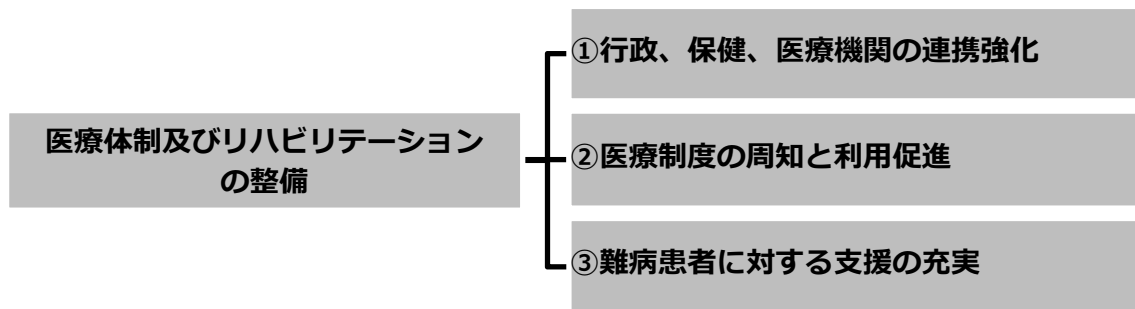 医療体制及びリハビリテーション
の整備
①行政、保健、医療機関の連携強化
②医療制度の周知と利用促進
③難病患者に対する支援の充実